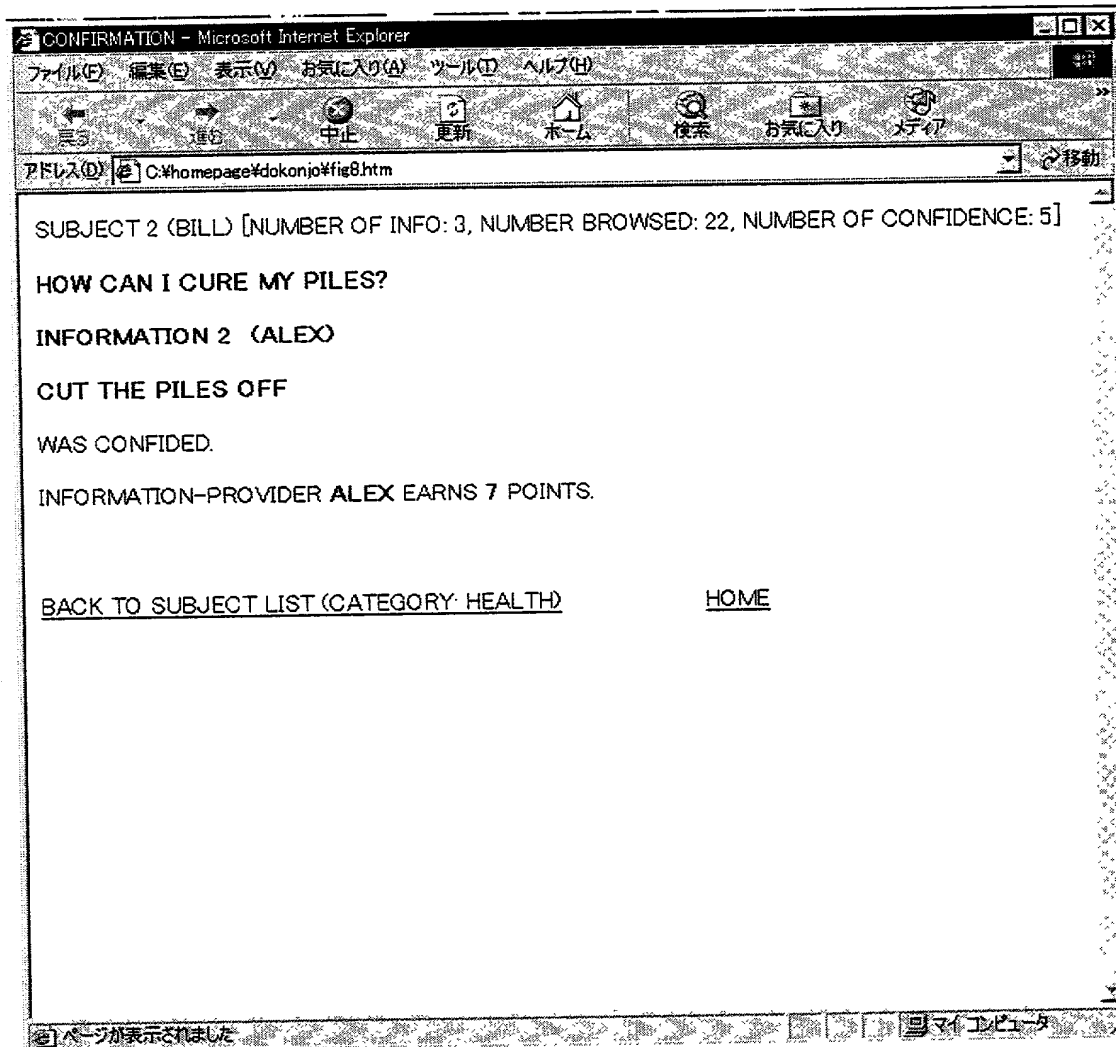 CONFIRMATION - Microsoft Internet Explorer
ファイル(F) 編集(E) 表示(V) お気に入り(A) ツール(T) ヘルプ(H)
戻る 進む 中止 更新 ホーム 検索 お気に入り メディア
アドレス(D) C:¥homepage¥dokonjo¥fig8.htm 移動
SUBJECT 2 (BILL) [NUMBER OF INFO: 3, NUMBER BROWSED: 22, NUMBER OF CONFIDENCE: 5]
HOW CAN I CURE MY PILES?
INFORMATION 2 (ALEX)
CUT THE PILES OFF
WAS CONFIDED.
INFORMATION-PROVIDER ALEX EARNS 7 POINTS.
BACK TO SUBJECT LIST (CATEGORY: HEALTH) HOME
ページが表示されました マイ コンピュータ